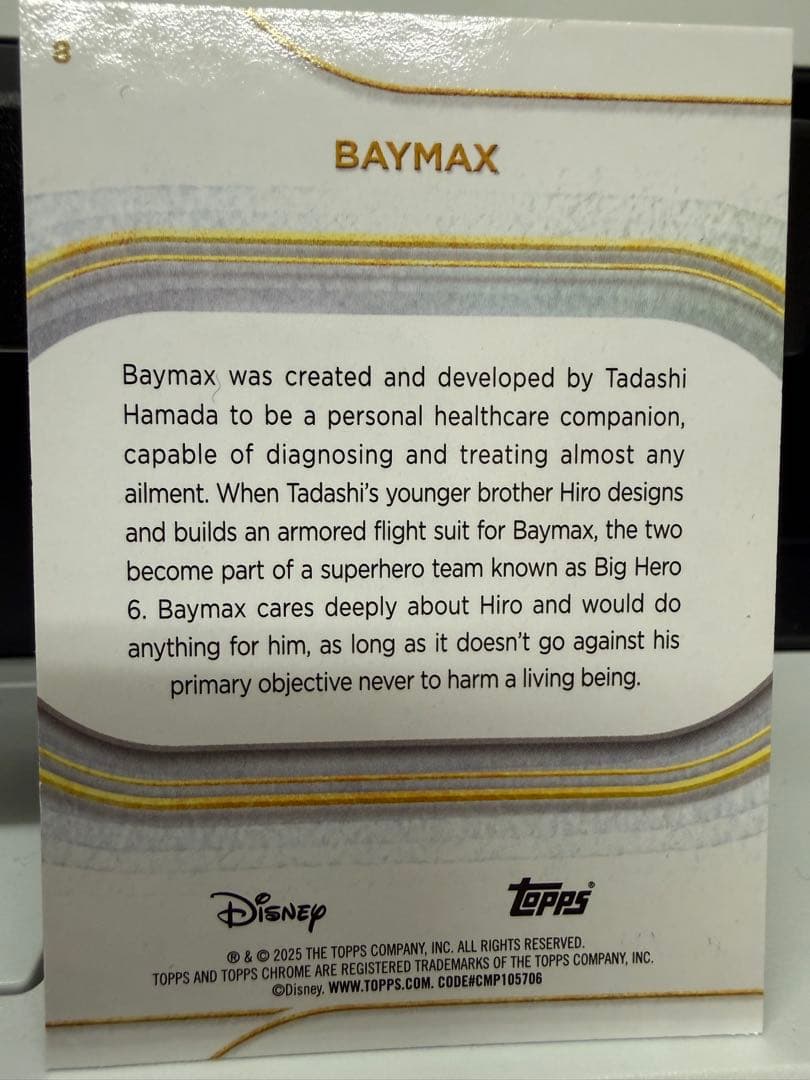 8
BAYMAX
Baymax was created and developed by Tadashi
Hamada to be a personal healthcare companion,
capable of diagnosing and treating almost any
ailment. When Tadashi's younger brother Hiro designs
and builds an armored flight suit for Baymax, the two
become part of a superhero team known as Big Hero
6. Baymax cares deeply about Hiro and would do
anything for him, as long as it doesn't go against his
primary objective never to harm a living being.
Disney topps®
® & © 2025 THE TOPPS COMPANY, INC. ALL RIGHTS RESERVED.
TOPPS AND TOPPS CHROME ARE REGISTERED TRADEMARKS OF THE TOPPS COMPANY, INC.
©Disney. WWW.TOPPS.COM. CODE#CMP105706